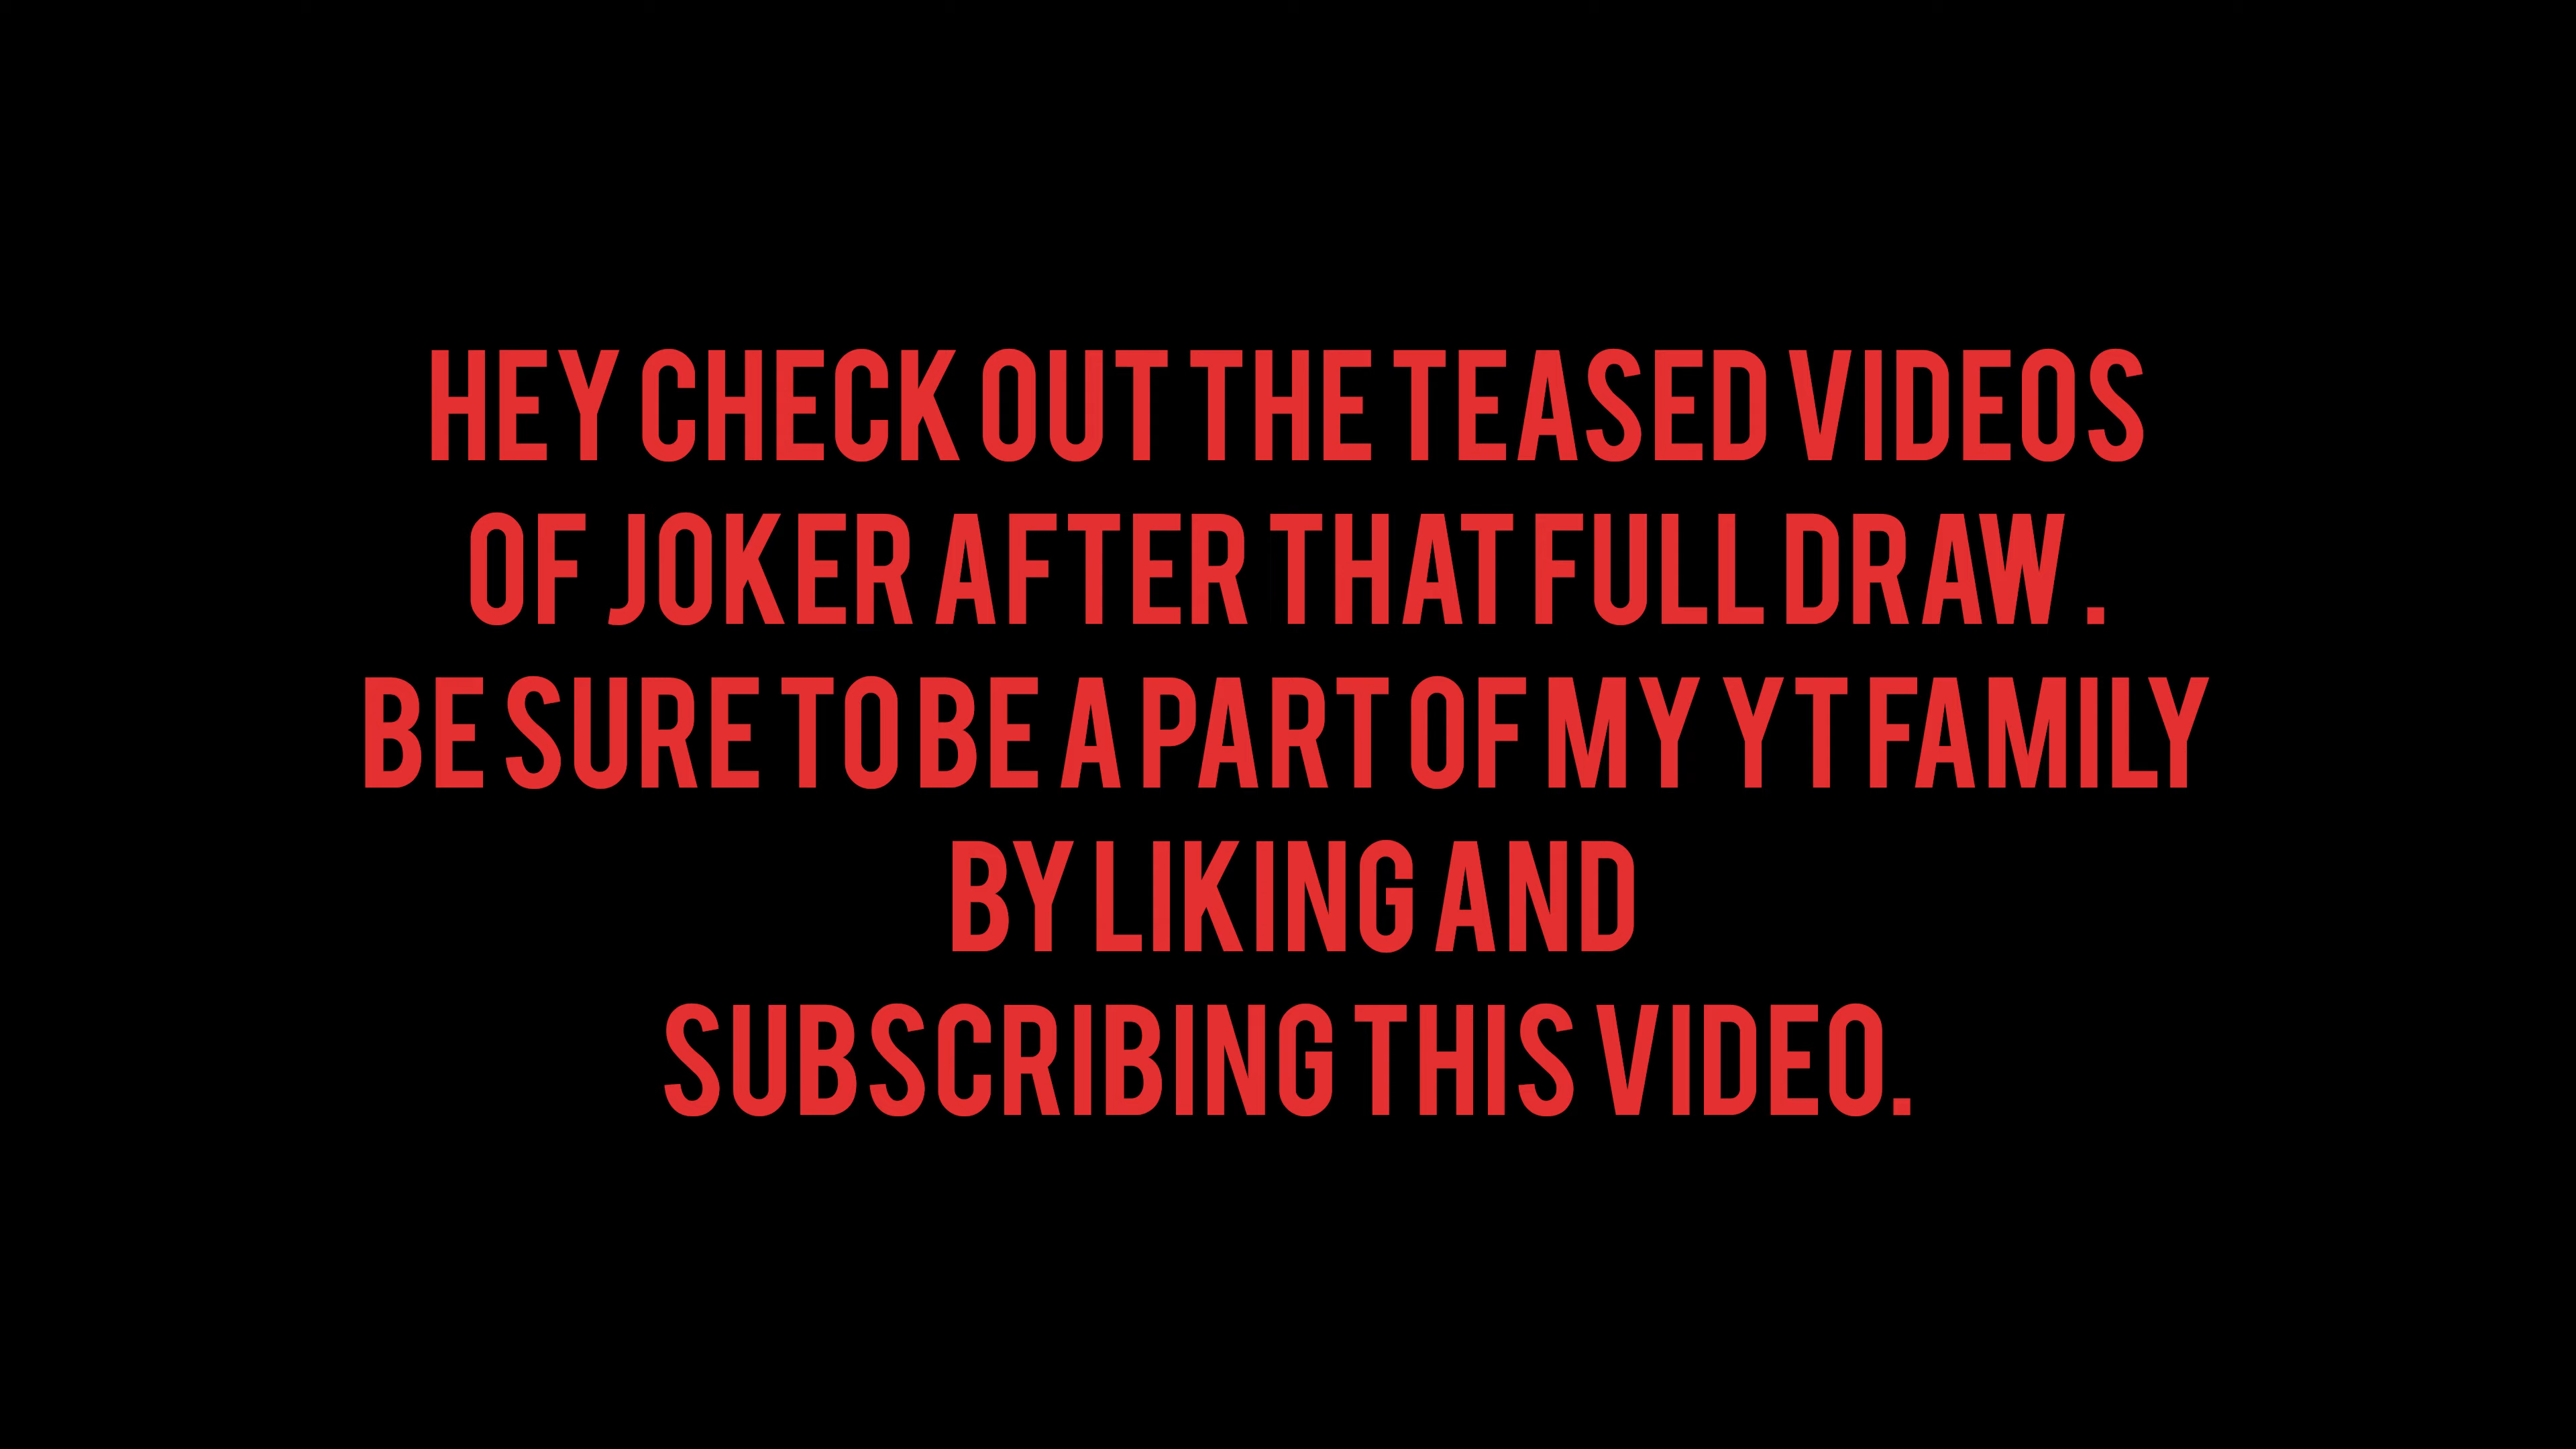 HEY CHECK OUT THE TEASED VIDEOS
OF JOKER AFTER THAT FULL DRAW .
BE SURE TO BE A PART OF MY YT FAMILY
BY LIKING AND
SUBSCRIBING THIS VIDEO.